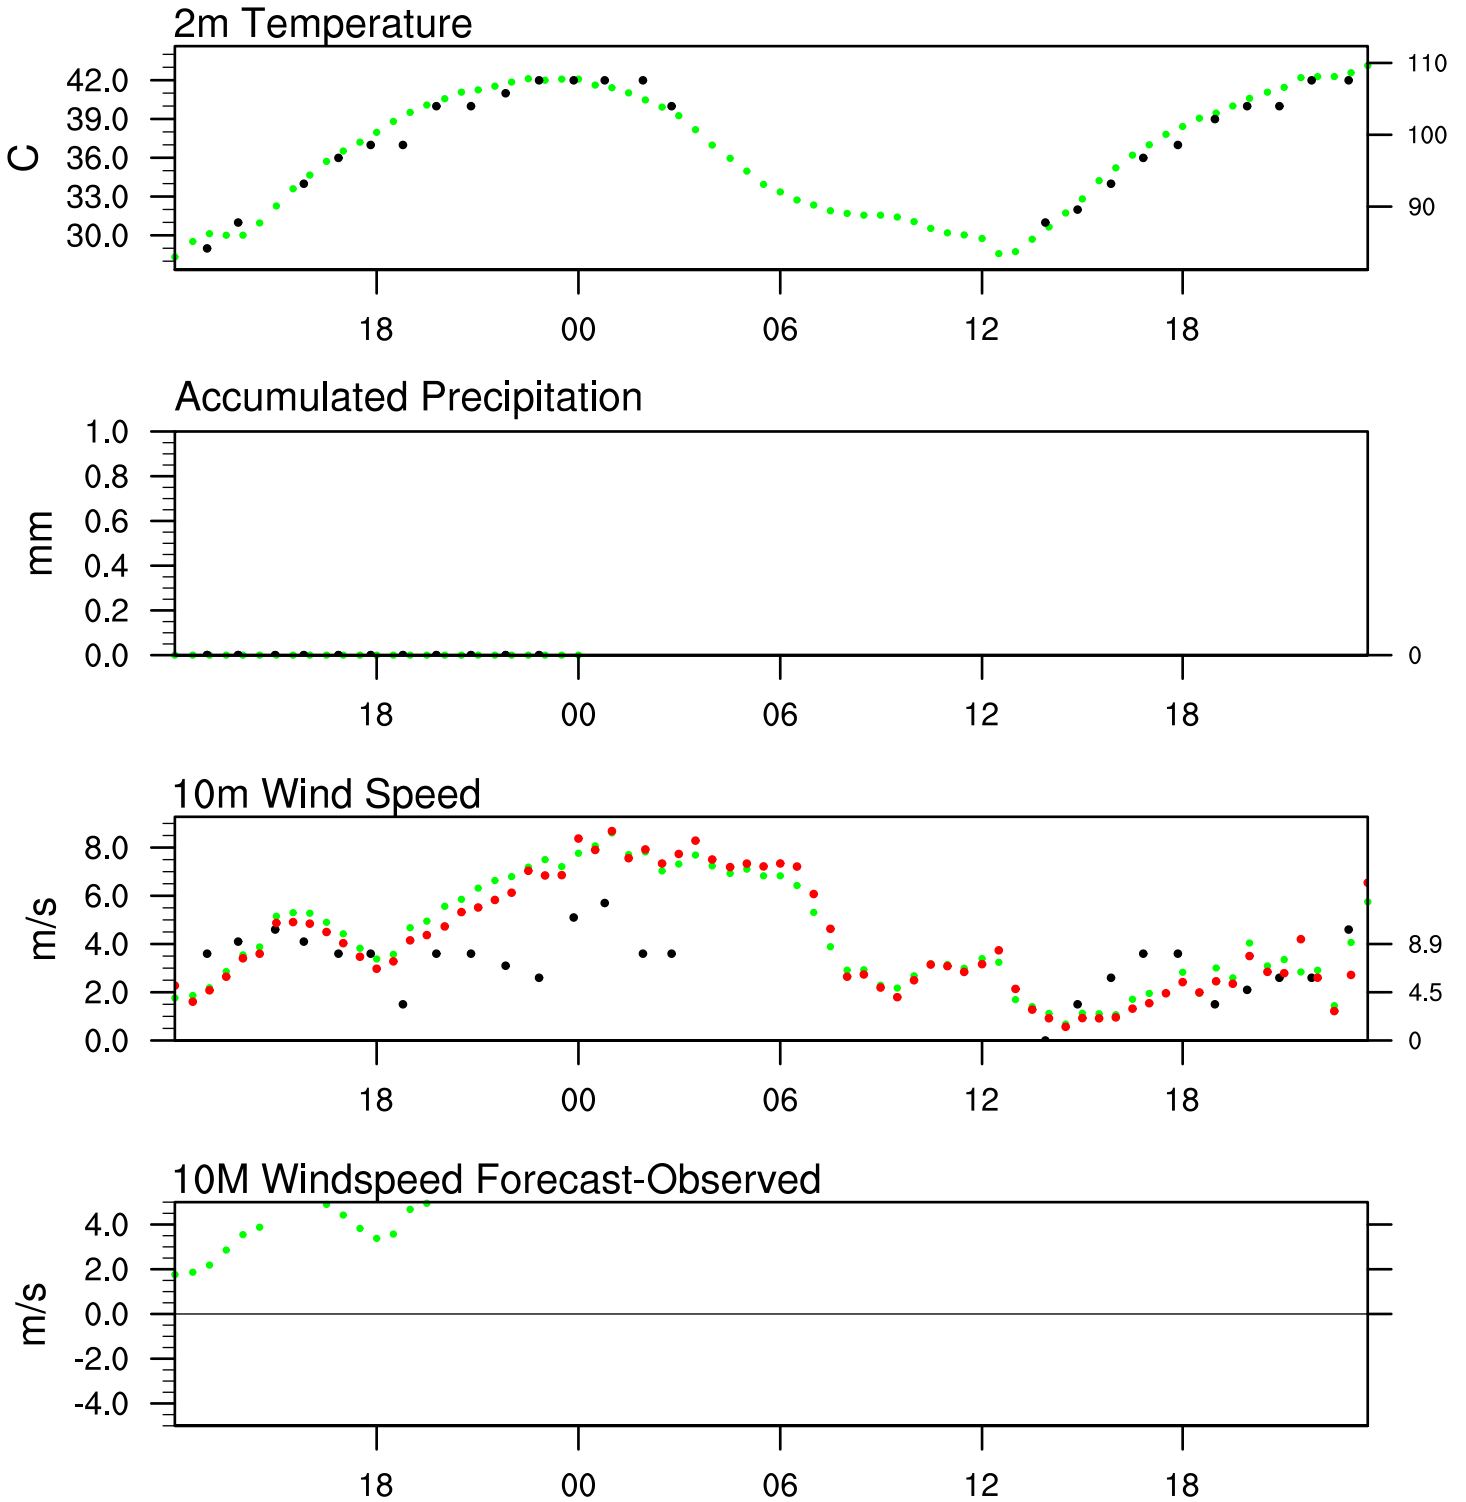 2m Temperature
42.0
39.0
36.0
33.0
30.0
C
110
100
90
18 00 06 12 18
Accumulated Precipitation
1.0
0.8
0.6
0.4
0.2
0.0
mm
0
18 00 06 12 18
10m Wind Speed
8.0
6.0
4.0
2.0
0.0
m/s
8.9
4.5
0
18 00 06 12 18
10M Windspeed Forecast-Observed
4.0
2.0
0.0
-2.0
-4.0
m/s
18 00 06 12 18